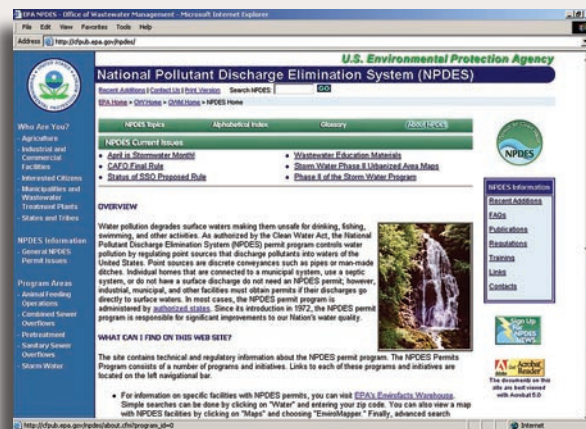 EPA NPDES - Office of Wastewater Management - Microsoft Internet Explorer
File Edit View Favorites Tools Help
Address http://cfpub.epa.gov/npdes/
U.S. Environmental Protection Agency
National Pollutant Discharge Elimination System (NPDES)
Recent Additions | Contact Us | Print Version Search NPDES: GO
EPA Home > OW Home > OWM Home > NPDES Home
NPDES Topics Alphabetical Index Glossary About NPDES
NPDES Current Issues
• April is Stormwater Month!
• CAFO Final Rule
• Status of SSO Proposed Rule
• Wastewater Education Materials
• Storm Water Phase II Urbanized Area Maps
• Phase II of the Storm Water Program
Who Are You?
- Agriculture
- Industrial and
Commercial
Facilities
- Interested Citizens
- Municipalities and
Wastewater
Treatment Plants
- States and Tribes
NPDES Information
- General NPDES
Permit Issues
Program Areas
- Animal Feeding
Operations
- Combined Sewer
Overflows
- Pretreatment
- Sanitary Sewer
Overflows
- Storm Water
OVERVIEW
Water pollution degrades surface waters making them unsafe for drinking, fishing,
swimming, and other activities. As authorized by the Clean Water Act, the National
Pollutant Discharge Elimination System (NPDES) permit program controls water
pollution by regulating point sources that discharge pollutants into waters of the
United States. Point sources are discrete conveyances such as pipes or man-made
ditches. Individual homes that are connected to a municipal system, use a septic
system, or do not have a surface discharge do not need an NPDES permit; however,
industrial, municipal, and other facilities must obtain permits if their discharges go
directly to surface waters. In most cases, the NPDES permit program is
administered by authorized states. Since its introduction in 1972, the NPDES permit
program is responsible for significant improvements to our Nation's water quality.
WHAT CAN I FIND ON THIS WEB SITE?
The site contains technical and regulatory information about the NPDES permit program. The NPDES Permits
Program consists of a number of programs and initiatives. Links to each of these programs and initiatives are
located on the left navigational bar.
• For information on specific facilities with NPDES permits, you can visit EPA's Envirofacts Warehouse.
Simple searches can be done by clicking on "Water" and entering your zip code. You can also view a map
with NPDES facilities by clicking on "Maps" and choosing "EnviroMapper." Finally, advanced search
NPDES
NPDES Information
Recent Additions
FAQs
Publications
Regulations
Training
Links
Contacts
Sign Up
For
NPDES
NEWS
Get Acrobat
Reader
Adobe
The documents on
this site are best viewed
with Acrobat 5.0
http://cfpub.epa.gov/npdes/about.cfm?program_id=0
Internet